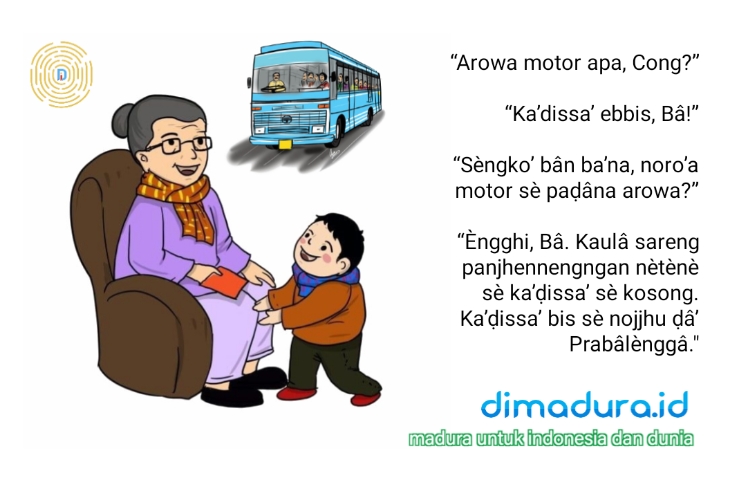 “Arowa motor apa, Cong?”
“Ka’dissa’ ebbis, Bâ!”
“Sèngko’ bân ba’na, noro’a
motor sè paḍâna arowa?”
“Èngghi, Bâ. Kaulâ sareng
panjhennengngan nètènè
sè ka’ḍissa’ sè kosong.
Ka’ḍissa’ bis sè nojjhu ḍâ’
Prabâlènggâ."
dimadura.id
madura untuk indonesia dan dunia